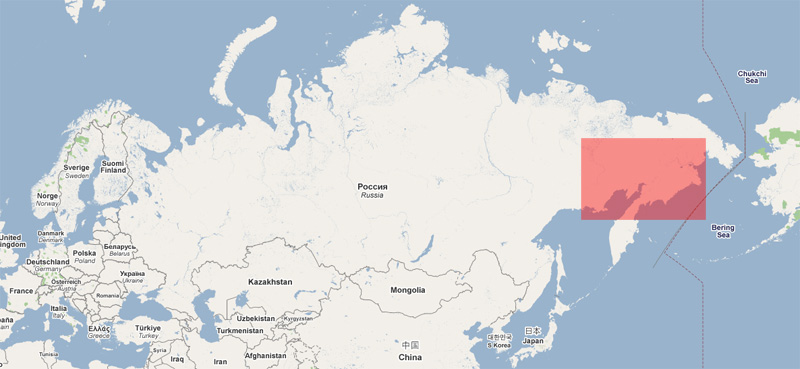 Chukchi
Sea
Sverige
Sweden
Suomi
Finland
Norge
Norway
Россия
Russia
United
Kingdom
Danmark
Denmark
Bering
Sea
Беларусь
Belarus
Polska
Poland
Deutschland
Germany
Україна
Ukraine
Kazakhstan
Österreich
Austria
France
Romania
Mongolia
Italia
Italy
Uzbekistan
Kyrgyzstan
España
Ελλάς
Greece
Türkiye
Turkey
Turkmenistan
日本
Japan
대한민국
S Korea
中国
China
Syria
Tunisia
Iraq
Iran
Afghanistan